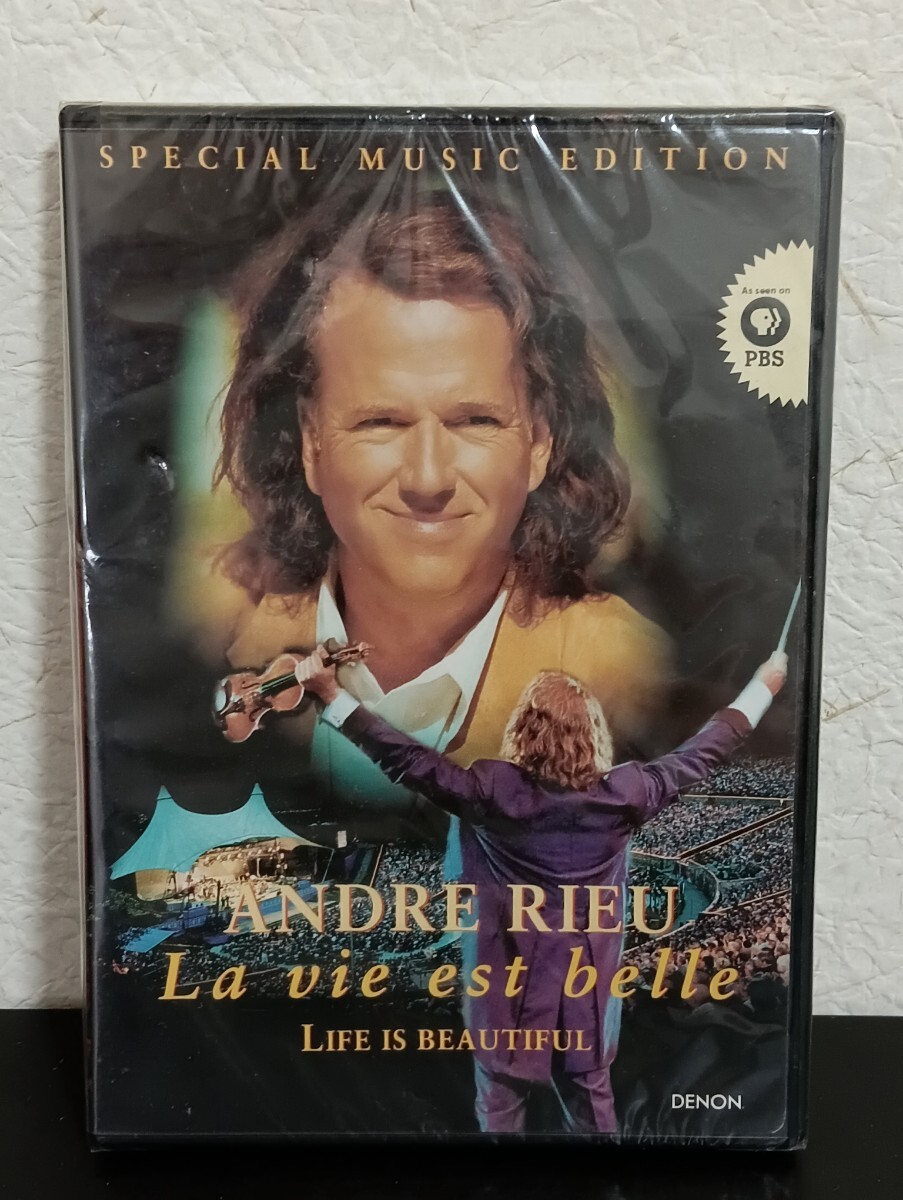 SPECIAL MUSIC EDITION
As seen on
PBS
ANDRE RIEU
La vie est belle
LIFE IS BEAUTIFUL
DENON